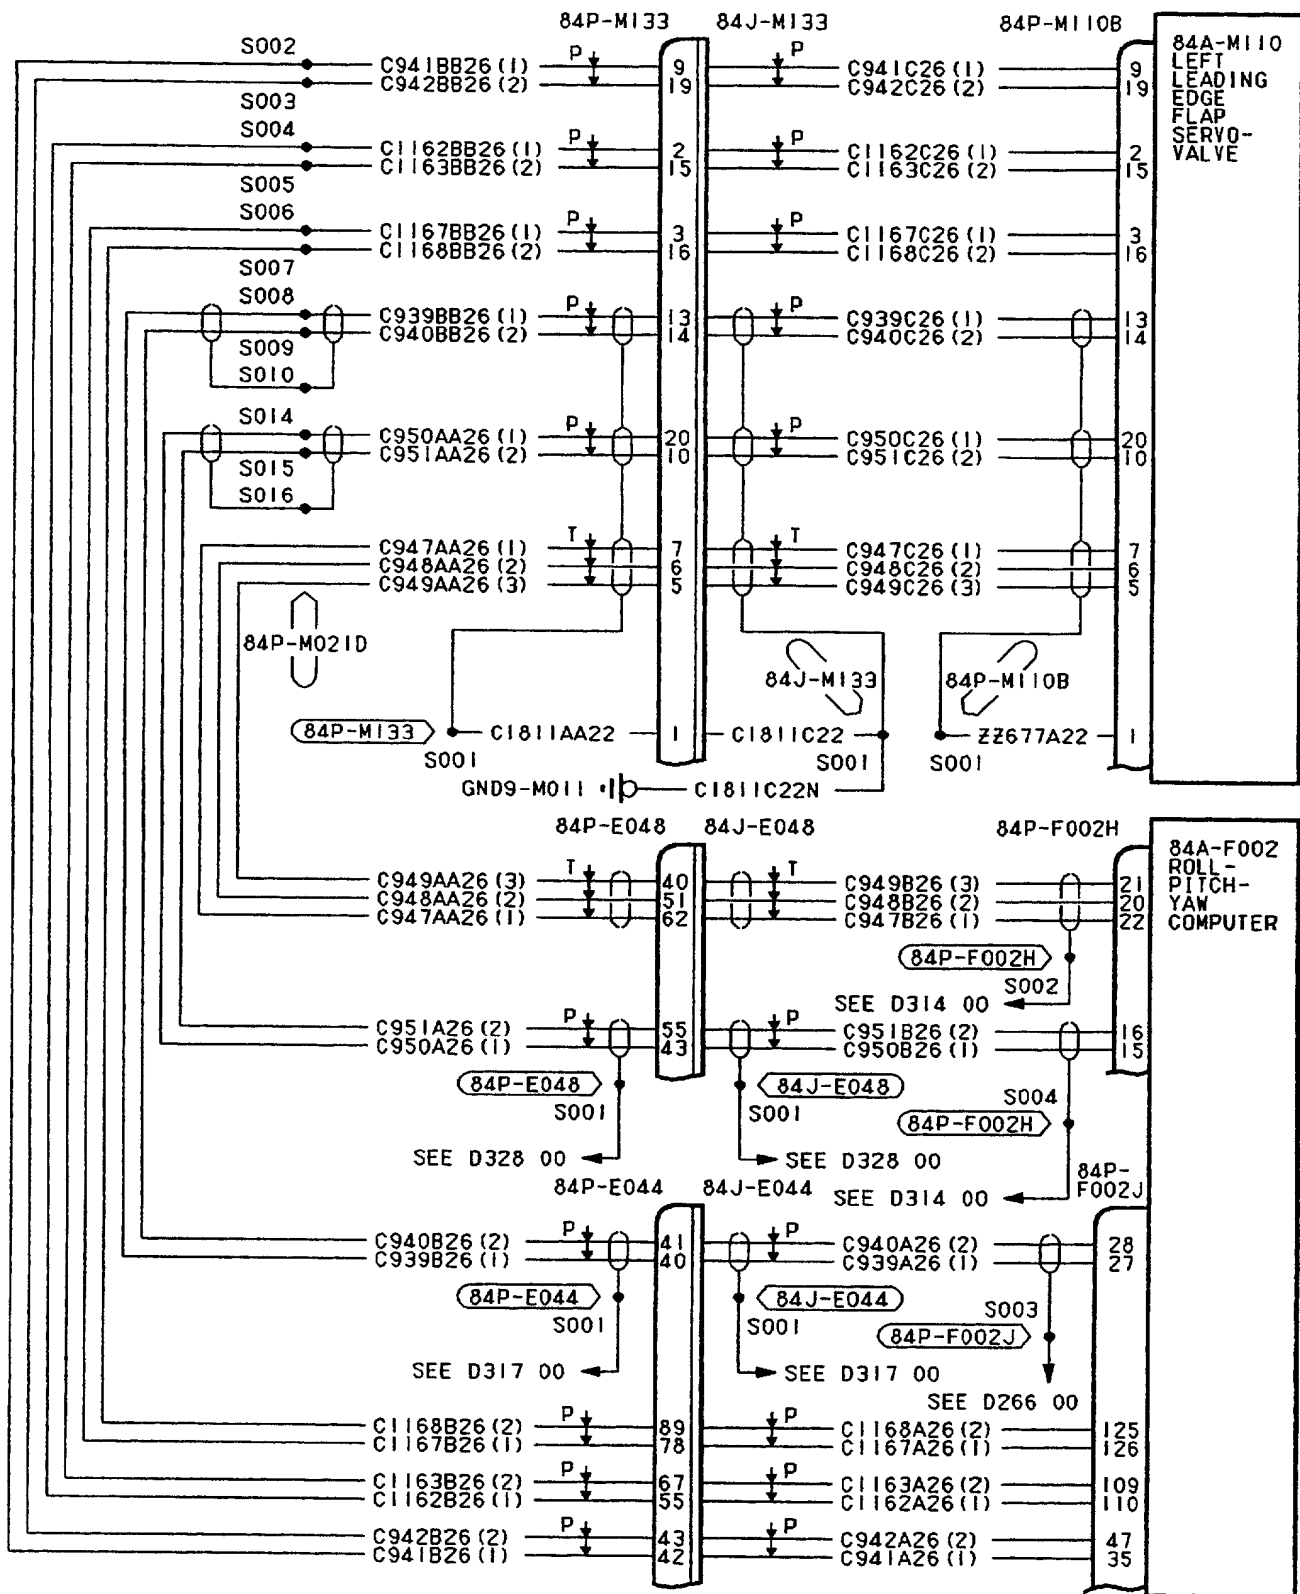 84P-M133 84J-M133 84P-M110B
84A-M110
LEFT
LEADING
EDGE
FLAP
SERVO-
VALVE
S002 C941BB26(1) P 9 P C941C26(1) 9
C942BB26(2) 19 C942C26(2) 19
S003
S004 C1162BB26(1) P 2 P C1162C26(1) 2
C1163BB26(2) 15 C1163C26(2) 15
S005
S006 C1167BB26(1) P 3 P C1167C26(1) 3
C1168BB26(2) 16 C1168C26(2) 16
S007
S008 C939BB26(1) P 13 P C939C26(1) 13
C940BB26(2) 14 C940C26(2) 14
S009
S010
S014 C950AA26(1) P 20 P C950C26(1) 20
C951AA26(2) 10 C951C26(2) 10
S015
S016
C947AA26(1) T 7 T C947C26(1) 7
C948AA26(2) 6 C948C26(2) 6
C949AA26(3) 5 C949C26(3) 5
84P-M021D
84J-M133 84P-M110B
84P-M133 C1811AA22 1 C1811C22 ZZ677A22 1
S001 S001 S001
GND9-M011 C1811C22N
84P-E048 84J-E048 84P-F002H
84A-F002
ROLL-
PITCH-
YAW
COMPUTER
C949AA26(3) T 40 T C949B26(3) 21
C948AA26(2) 51 C948B26(2) 20
C947AA26(1) 62 C947B26(1) 22
84P-F002H
S002
SEE D314 00
C951A26(2) P 55 P C951B26(2) 16
C950A26(1) 43 C950B26(1) 15
84P-E048 84J-E048
S001 S001 S004
84P-F002H
SEE D328 00 SEE D328 00
84P-E044 84J-E044 SEE D314 00 84P-
F002J
C940B26(2) P 41 P C940A26(2) 28
C939B26(1) 40 C939A26(1) 27
84P-E044 84J-E044
S001 S001 S003
84P-F002J
SEE D317 00 SEE D317 00
SEE D266 00
C1168B26(2) P 89 P C1168A26(2) 125
C1167B26(1) 78 C1167A26(1) 126
C1163B26(2) P 67 P C1163A26(2) 109
C1162B26(1) 55 C1162A26(1) 110
C942B26(2) P 43 P C942A26(2) 47
C941B26(1) 42 C941A26(1) 35